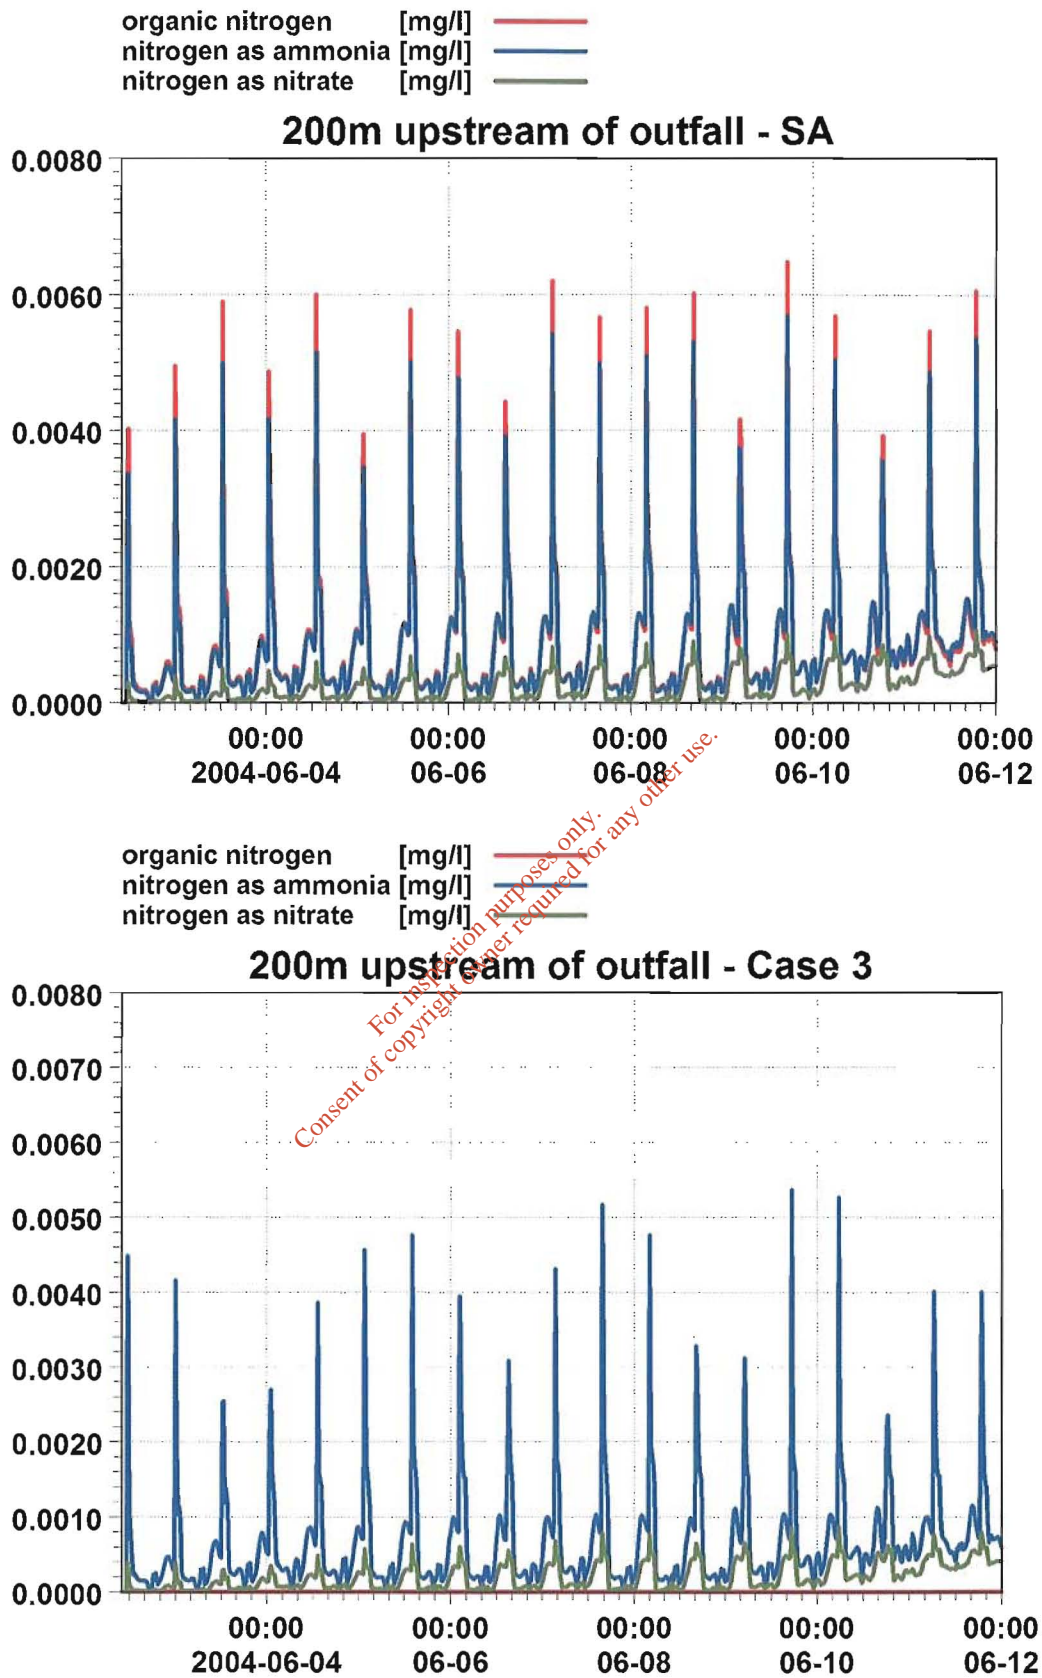 organic nitrogen [mg/l]
nitrogen as ammonia [mg/l]
nitrogen as nitrate [mg/l]
200m upstream of outfall - SA
0.0080
0.0060
0.0040
0.0020
0.0000
00:00 00:00 00:00 00:00 00:00
2004-06-04 06-06 06-08 06-10 06-12
For inspection purposes only.
Consent of copyright owner required for any other use.
organic nitrogen [mg/l]
nitrogen as ammonia [mg/l]
nitrogen as nitrate [mg/l]
200m upstream of outfall - Case 3
0.0080
0.0070
0.0060
0.0050
0.0040
0.0030
0.0020
0.0010
0.0000
00:00 00:00 00:00 00:00 00:00
2004-06-04 06-06 06-08 06-10 06-12